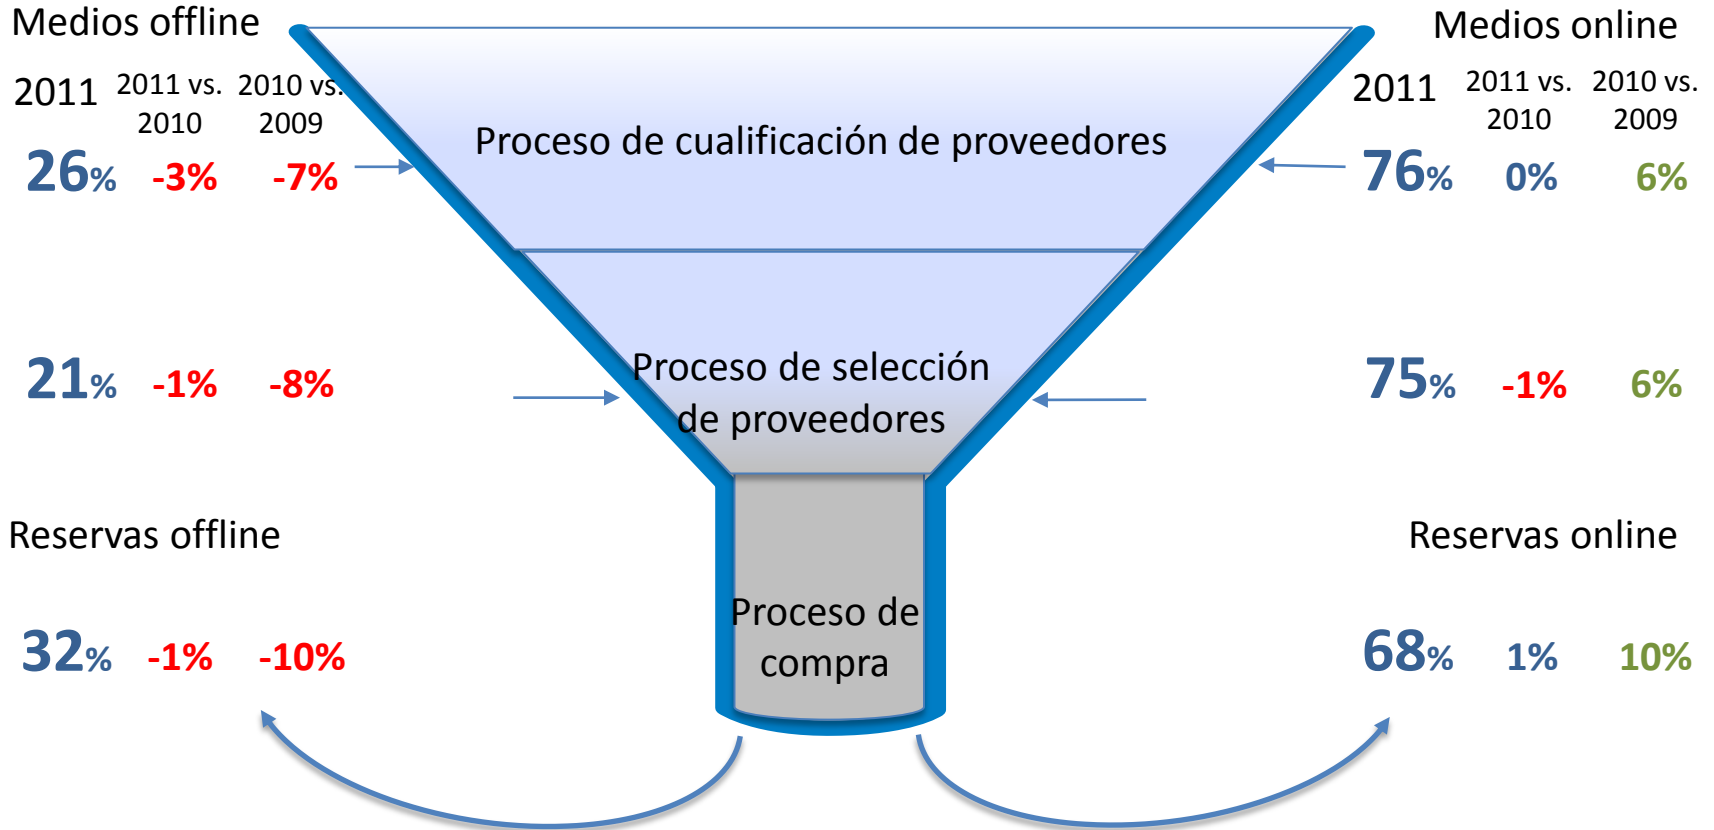 Medios offline
Medios online
2011 2011 vs. 2010 2010 vs. 2009
2011 2011 vs. 2010 2010 vs. 2009
Proceso de cualificación de proveedores
26% -3% -7%
76% 0% 6%
21% -1% -8%
Proceso de selección
de proveedores
75% -1% 6%
Reservas offline
Reservas online
32% -1% -10%
Proceso de
compra
68% 1% 10%